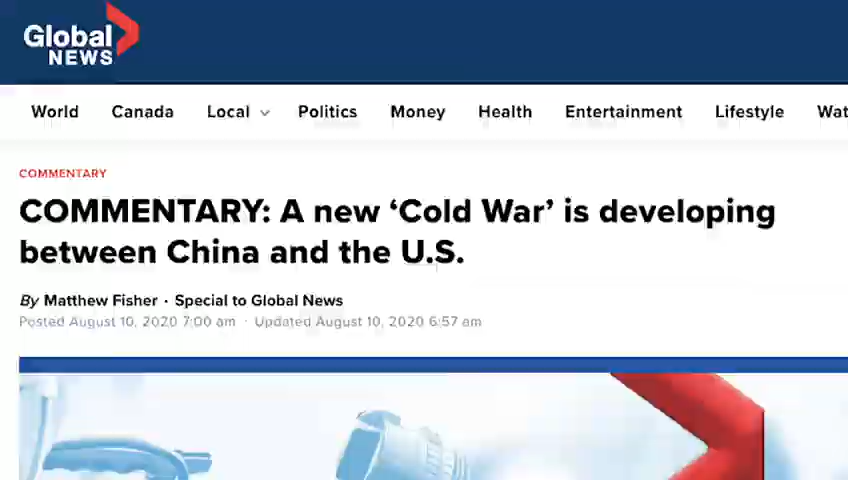 Global
NEWS
World Canada Local Politics Money Health Entertainment Lifestyle
COMMENTARY
COMMENTARY: A new ‘Cold War’ is developing
between China and the U.S.
By Matthew Fisher · Special to Global News
Posted August 10, 2020 7:00 am · Updated August 10, 2020 6:57 am